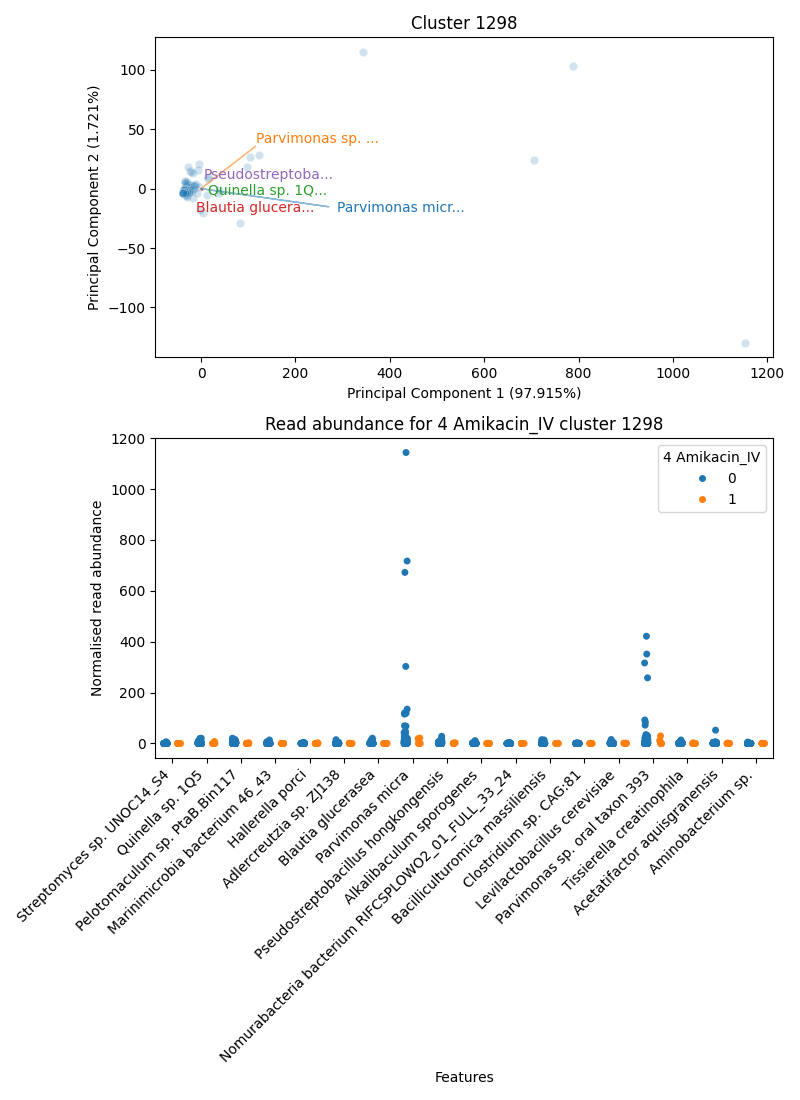 Cluster 1298
100
50
0
−50
−100
Principal Component 2 (1.721%)
Parvimonas sp. ...
Pseudostreptoba...
Quinella sp. 1Q...
Blautia glucera...
Parvimonas micr...
0
200
400
600
800
1000
1200
Principal Component 1 (97.915%)
Read abundance for 4 Amikacin_IV cluster 1298
1200
1000
800
600
400
200
0
Normalised read abundance
4 Amikacin_IV
0
1
Streptomyces sp. UNOC14_S4
Quinella sp. 1Q5
Pelotomaculum sp. PtaB.Bin117
Marinimicrobia bacterium 46_43
Hallerella porci
Adlercreutzia sp. ZJ138
Blautia glucerasea
Parvimonas micra
Pseudostreptobacillus hongkongensis
Alkalibaculum sporogenes
Nomurabacteria bacterium RIFCSPLOWO2_01_FULL_33_24
Bacilliculturomica massiliensis
Clostridium sp. CAG:81
Levilactobacillus cerevisiae
Parvimonas sp. oral taxon 393
Tissierella creatinophila
Acetatifactor aquisgranensis
Aminobacterium sp.
Features